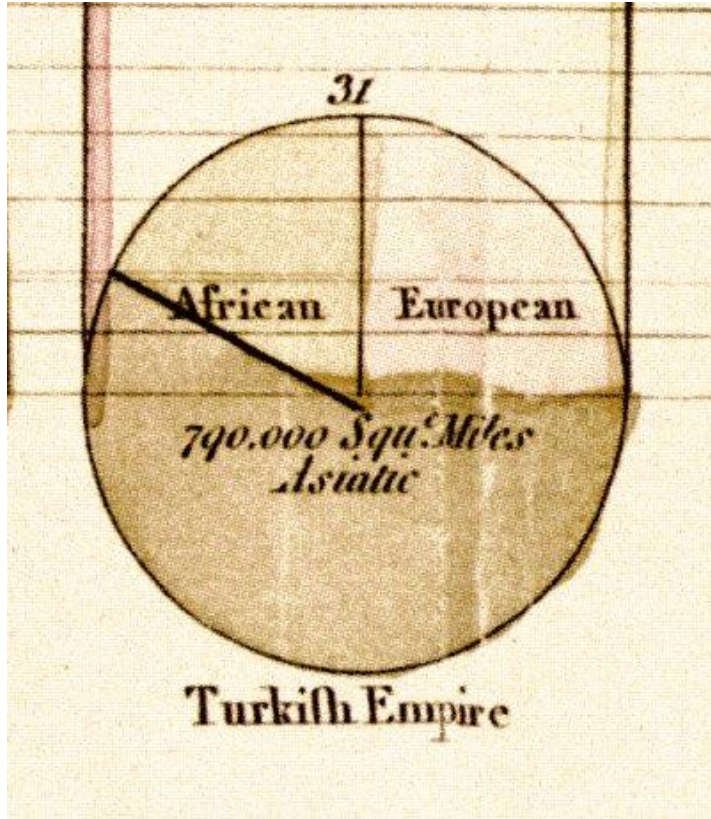 31
African European
790.000 Squ. Miles
Asiatic
Turkiſh Empire